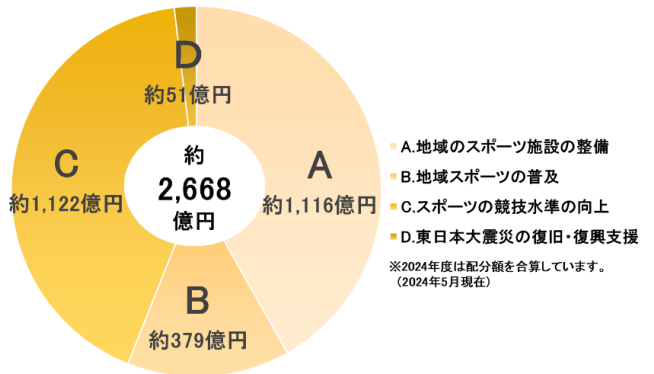 D
約51億円
C
約1,122億円
約
2,668
億円
A
約1,116億円
B
約379億円
A.地域のスポーツ施設の整備
B.地域スポーツの普及
C.スポーツの競技水準の向上
D.東日本大震災の復旧・復興支援
※2024年度は配分額を合算しています。
（2024年5月現在）